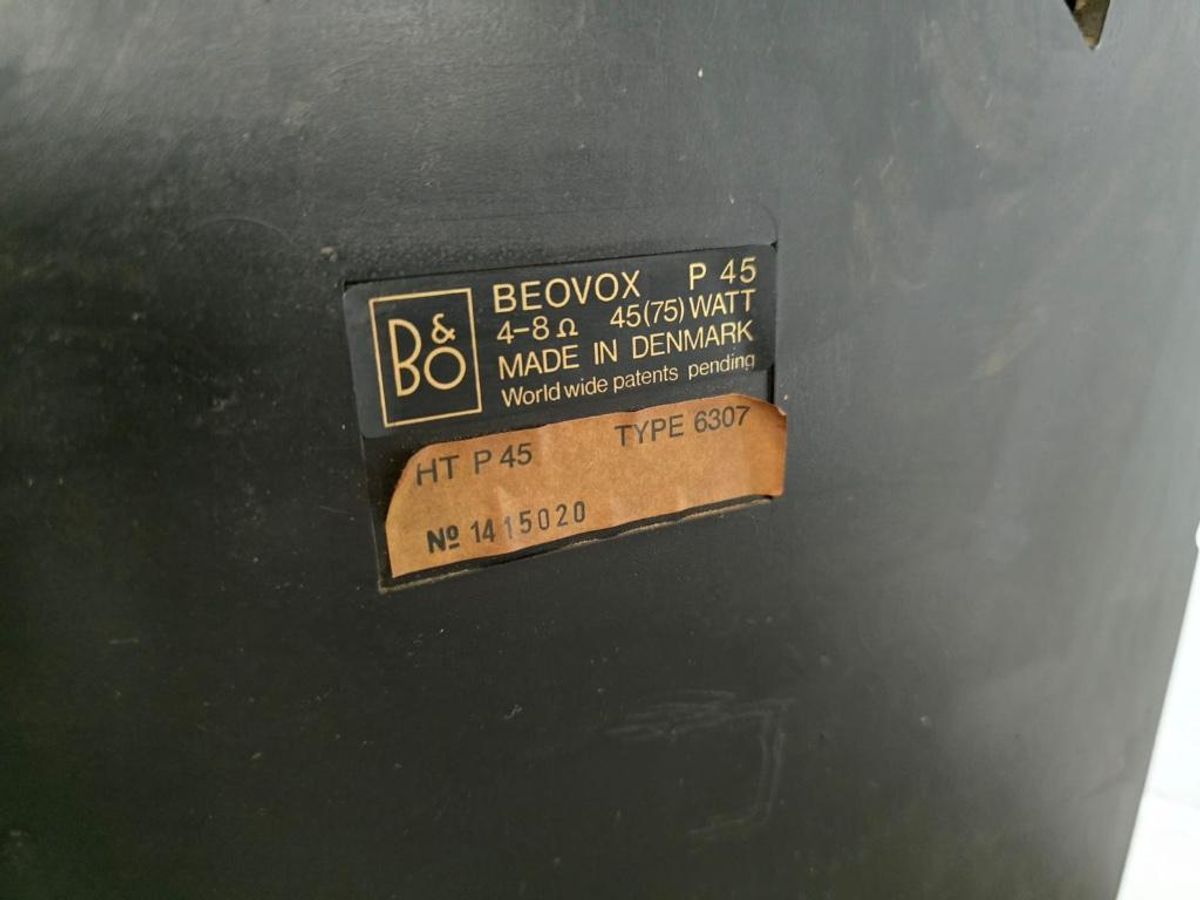 B&O
BEOVOX P 45
4-8 Ω 45(75) WATT
MADE IN DENMARK
World wide patents pending
HT P 45 TYPE 6307
Nº 1415020